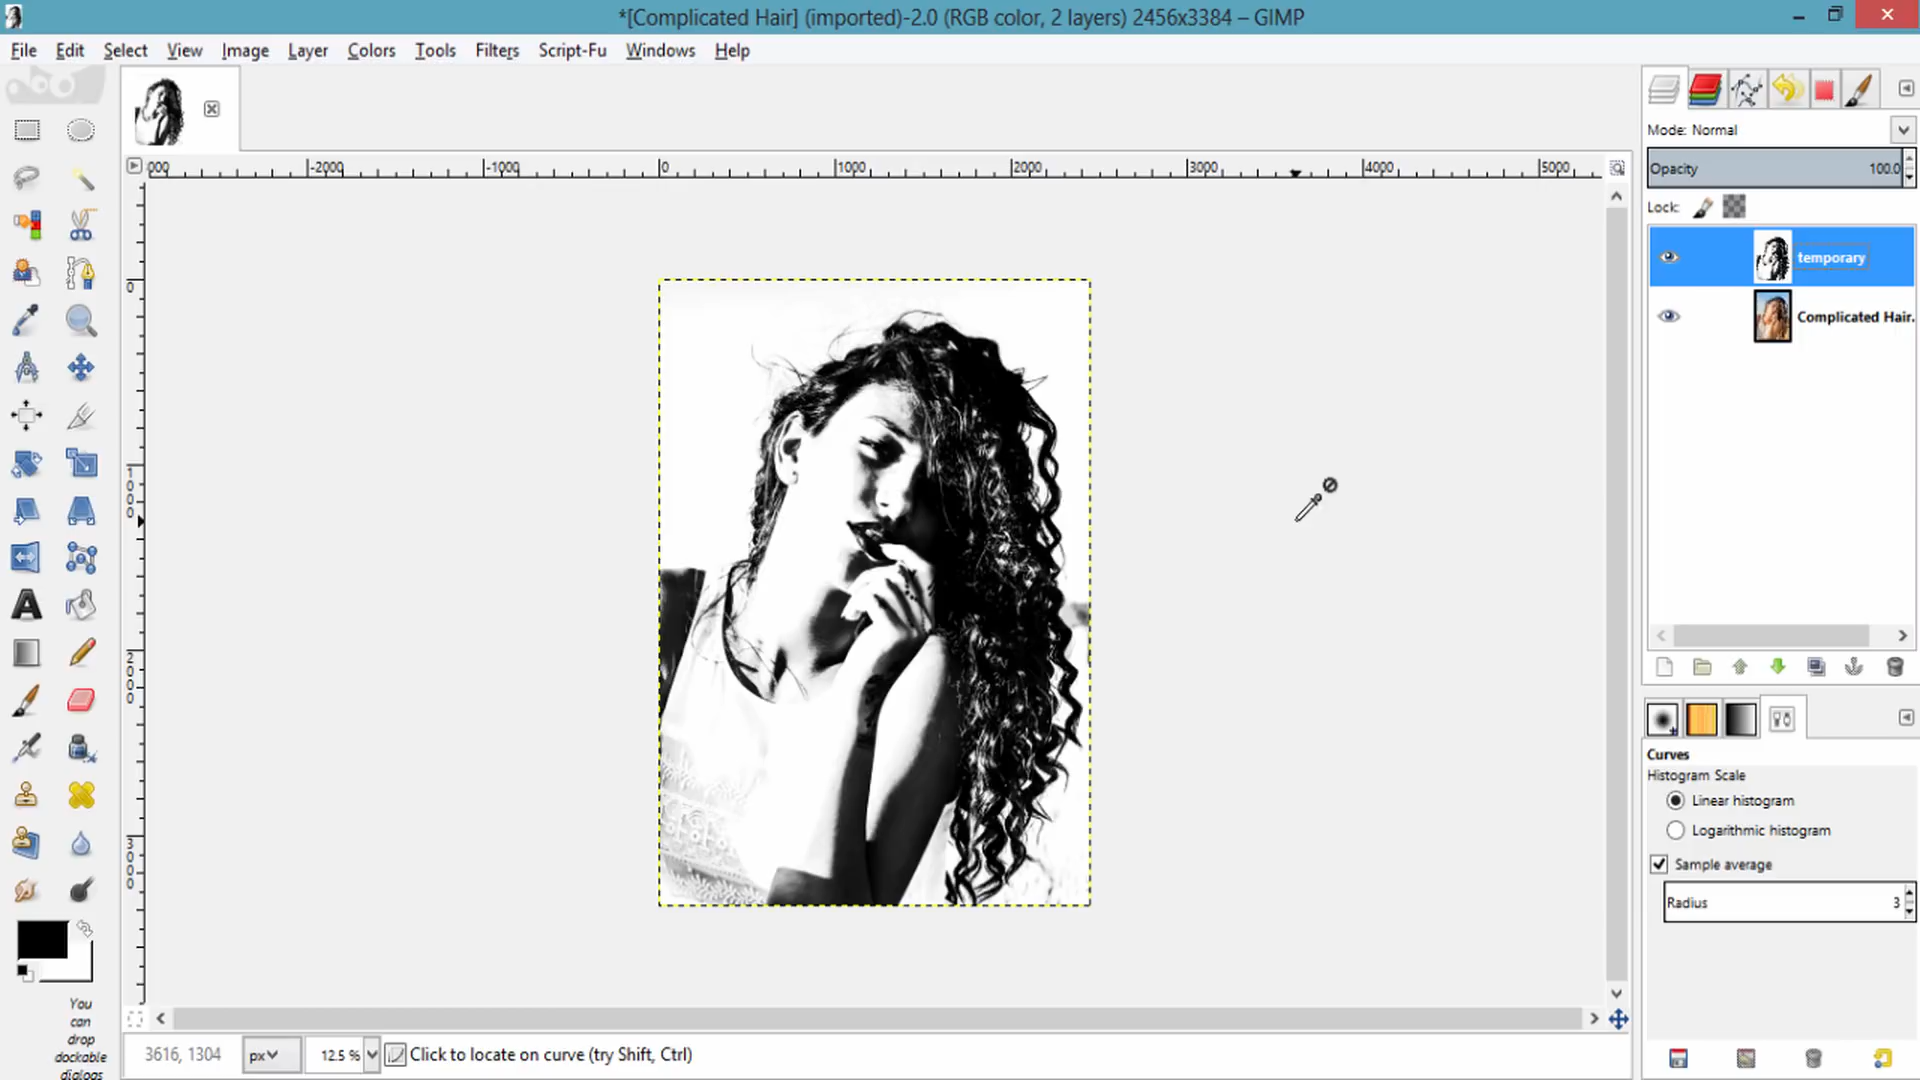 *[Complicated Hair] (imported)-2.0 (RGB color, 2 layers) 2456x3384 – GIMP
File Edit Select View Image Layer Colors Tools Filters Script-Fu Windows Help
Mode: Normal
000 -2000 -1000 0 1000 2000 3000 4000 5000
Opacity 100.0
Lock:
temporary
0
Complicated Hair.
1000
2000
Curves
Histogram Scale
Linear histogram
Logarithmic histogram
3000
Sample average
Radius 3
You
can
drop
dockable
dialogs
3616, 1304 px 12.5 % Click to locate on curve (try Shift, Ctrl)